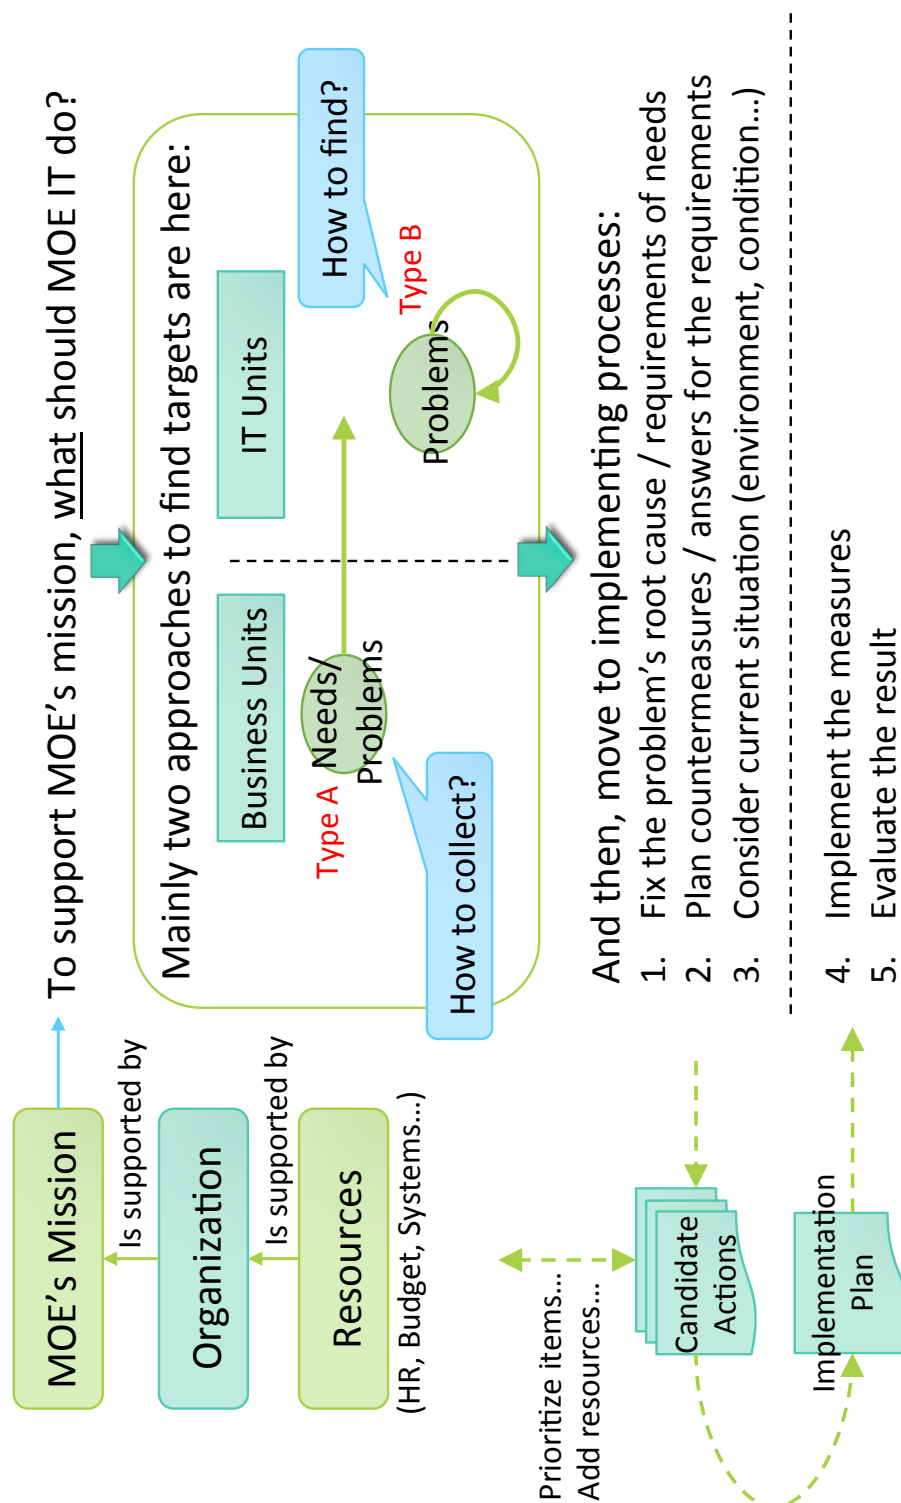 MOE's Mission
Is supported by
Organization
Is supported by
Resources
(HR, Budget, Systems...)
To support MOE's mission, what should MOE IT do?
Mainly two approaches to find targets are here:
Business Units
IT Units
Type A
Needs/
Problems
How to collect?
How to find?
Type B
Problems
And then, move to implementing processes:
1. Fix the problem's root cause / requirements of needs
2. Plan countermeasures / answers for the requirements
3. Consider current situation (environment, condition...)
Prioritize items...
Add resources...
Candidate
Actions
Implementation
Plan
4. Implement the measures
5. Evaluate the result